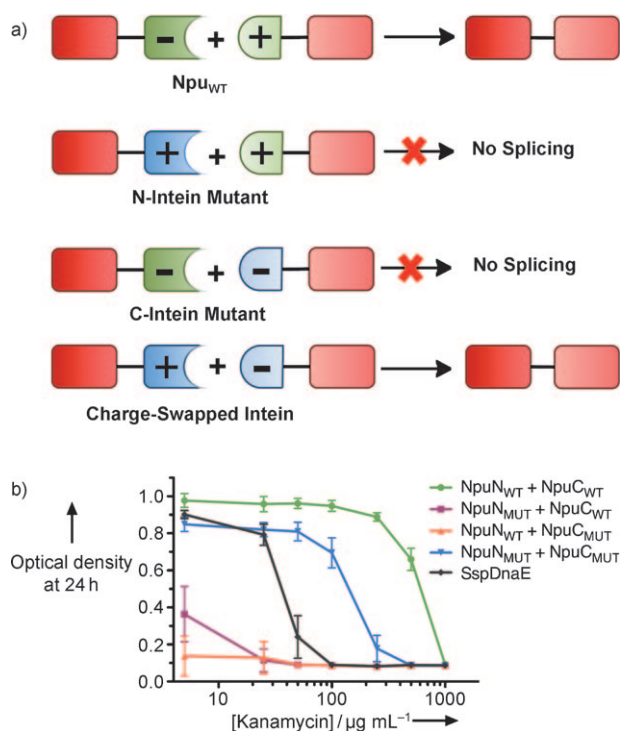 a)
− + +
Npu_WT
+ + + No Splicing
N-Intein Mutant
− + − No Splicing
C-Intein Mutant
+ + −
Charge-Swapped Intein
b)
Optical density
at 24 h
1.0
0.8
0.6
0.4
0.2
0.0
10 100 1000
[Kanamycin] / µg mL⁻¹
NpuN_WT + NpuC_WT
NpuN_MUT + NpuC_WT
NpuN_WT + NpuC_MUT
NpuN_MUT + NpuC_MUT
SspDnaE